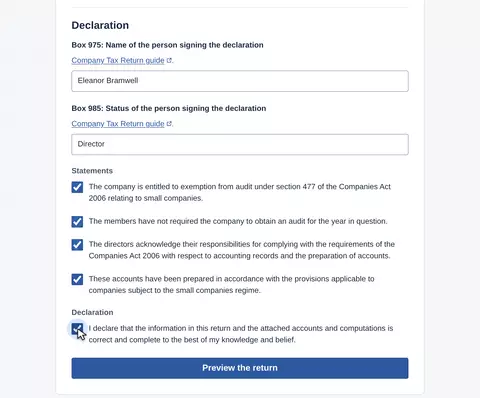 Declaration
Box 975: Name of the person signing the declaration
Company Tax Return guide.
Eleanor Bramwell
Box 985: Status of the person signing the declaration
Company Tax Return guide.
Director
Statements
The company is entitled to exemption from audit under section 477 of the Companies Act
2006 relating to small companies.
The members have not required the company to obtain an audit for the year in question.
The directors acknowledge their responsibilities for complying with the requirements of the
Companies Act 2006 with respect to accounting records and the preparation of accounts.
These accounts have been prepared in accordance with the provisions applicable to
companies subject to the small companies regime.
Declaration
I declare that the information in this return and the attached accounts and computations is
correct and complete to the best of my knowledge and belief.
Preview the return